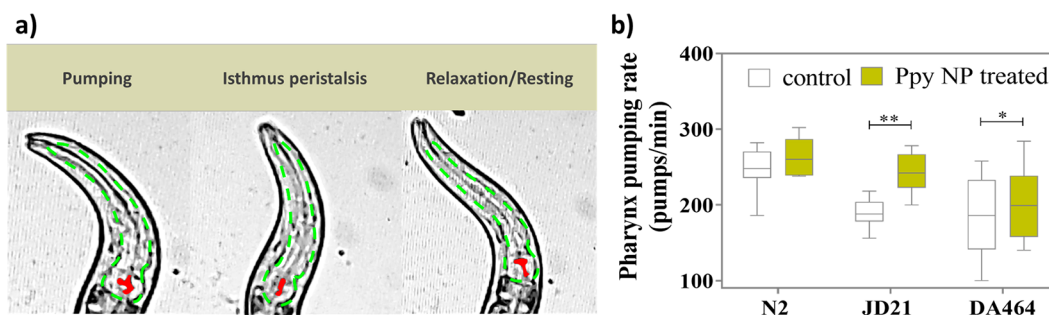 a)
Pumping
Isthmus peristalsis
Relaxation/Resting
b)
Pharynx pumping rate
(pumps/min)
400
300
200
100
control
Ppy NP treated
**
*
N2
JD21
DA464